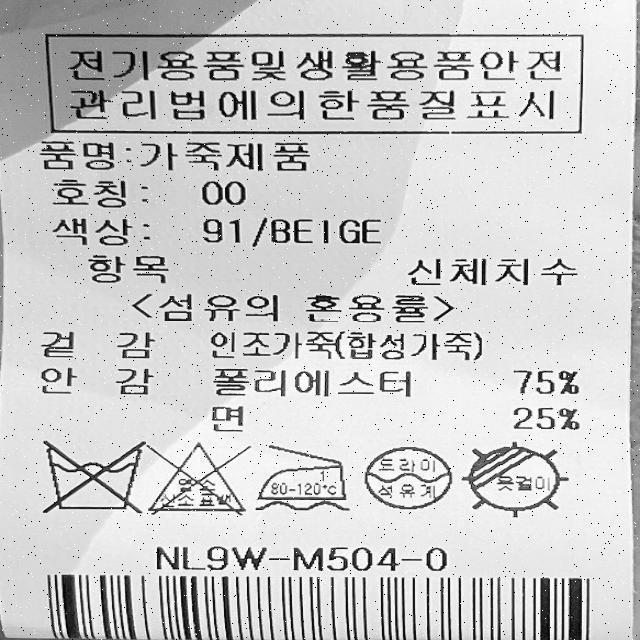 전기용품및생활용품안전
관리법에의한품질표시
품명:가죽제품
호칭: 00
색상: 91/BEIGE
항목 신체치수
<섬유의 혼용률>
겉 감 인조가죽(합성가죽)
안 감 폴리에스터 75%
면 25%
염소
산소표백
1
80-120°c
드라이
석유계
옷걸이
NL9W-M504-0